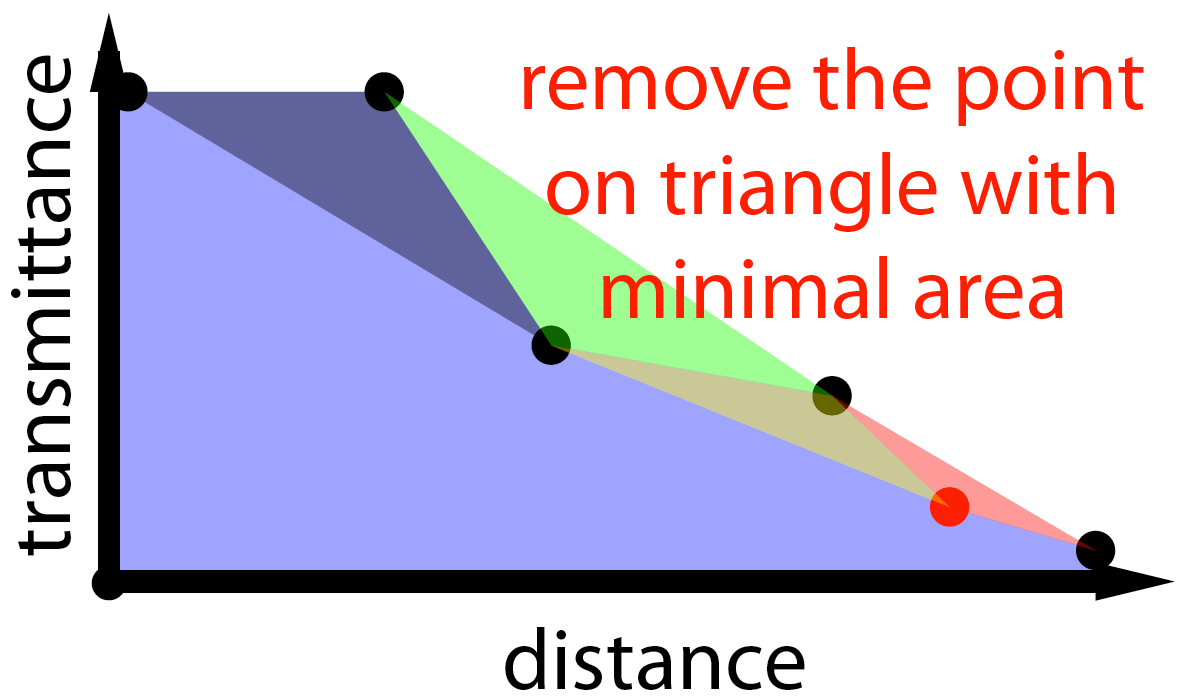 remove the point
on triangle with
minimal area
transmittance
distance